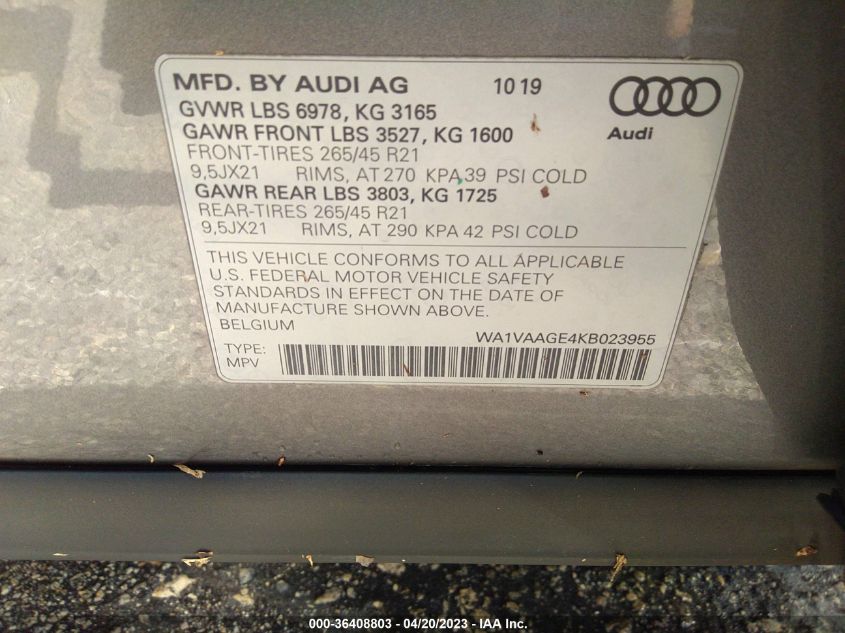 MFD. BY AUDI AG 10 19
GVWR LBS 6978, KG 3165
GAWR FRONT LBS 3527, KG 1600
Audi
FRONT-TIRES 265/45 R21
9,5JX21 RIMS, AT 270 KPA 39 PSI COLD
GAWR REAR LBS 3803, KG 1725
REAR-TIRES 265/45 R21
9,5JX21 RIMS, AT 290 KPA 42 PSI COLD
THIS VEHICLE CONFORMS TO ALL APPLICABLE
U.S. FEDERAL MOTOR VEHICLE SAFETY
STANDARDS IN EFFECT ON THE DATE OF
MANUFACTURE SHOWN ABOVE.
BELGIUM
WA1VAAGE4KB023955
TYPE:
MPV
000-36408803 - 04/20/2023 - IAA Inc.